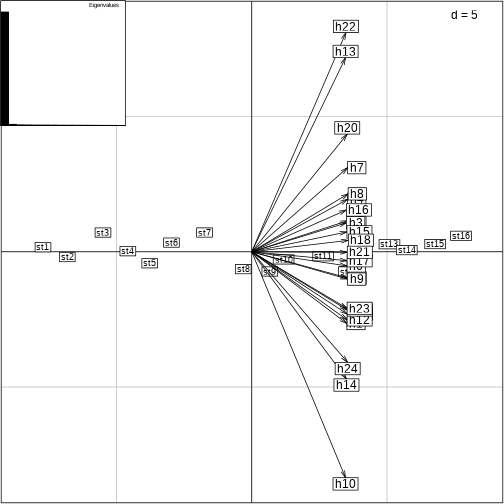 Eigenvalues
d = 5
h22
h13
h20
h7
h8
h16
h3
h15
st3
st7
st16
h18
st6
st13
st15
st1
st4
st14
h21
st2
st11
st10
h17
st5
st8
st9
h9
h23
h12
h24
h14
h10